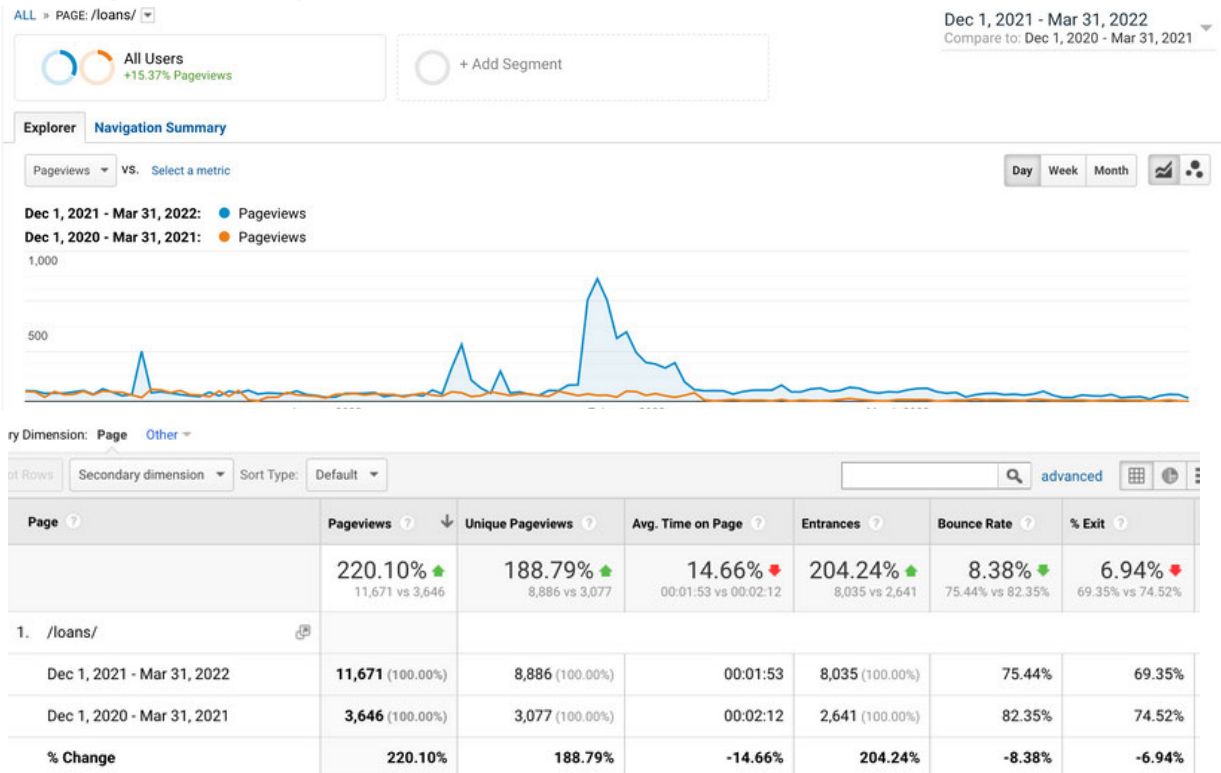 ALL » PAGE: /loans/
Dec 1, 2021 - Mar 31, 2022
Compare to: Dec 1, 2020 - Mar 31, 2021
All Users
+15.37% Pageviews
+ Add Segment
Explorer Navigation Summary
Pageviews VS. Select a metric
Day Week Month
Dec 1, 2021 - Mar 31, 2022: Pageviews
Dec 1, 2020 - Mar 31, 2021: Pageviews
1,000
500
ry Dimension: Page Other
ot Rows Secondary dimension Sort Type: Default advanced
Page ? Pageviews ? Unique Pageviews ? Avg. Time on Page ? Entrances ? Bounce Rate ? % Exit ?
220.10% 188.79% 14.66% 204.24% 8.38% 6.94%
11,671 vs 3,646 8,886 vs 3,077 00:01:53 vs 00:02:12 8,035 vs 2,641 75.44% vs 82.35% 69.35% vs 74.52%
1. /loans/
Dec 1, 2021 - Mar 31, 2022 11,671 (100.00%) 8,886 (100.00%) 00:01:53 8,035 (100.00%) 75.44% 69.35%
Dec 1, 2020 - Mar 31, 2021 3,646 (100.00%) 3,077 (100.00%) 00:02:12 2,641 (100.00%) 82.35% 74.52%
% Change 220.10% 188.79% -14.66% 204.24% -8.38% -6.94%